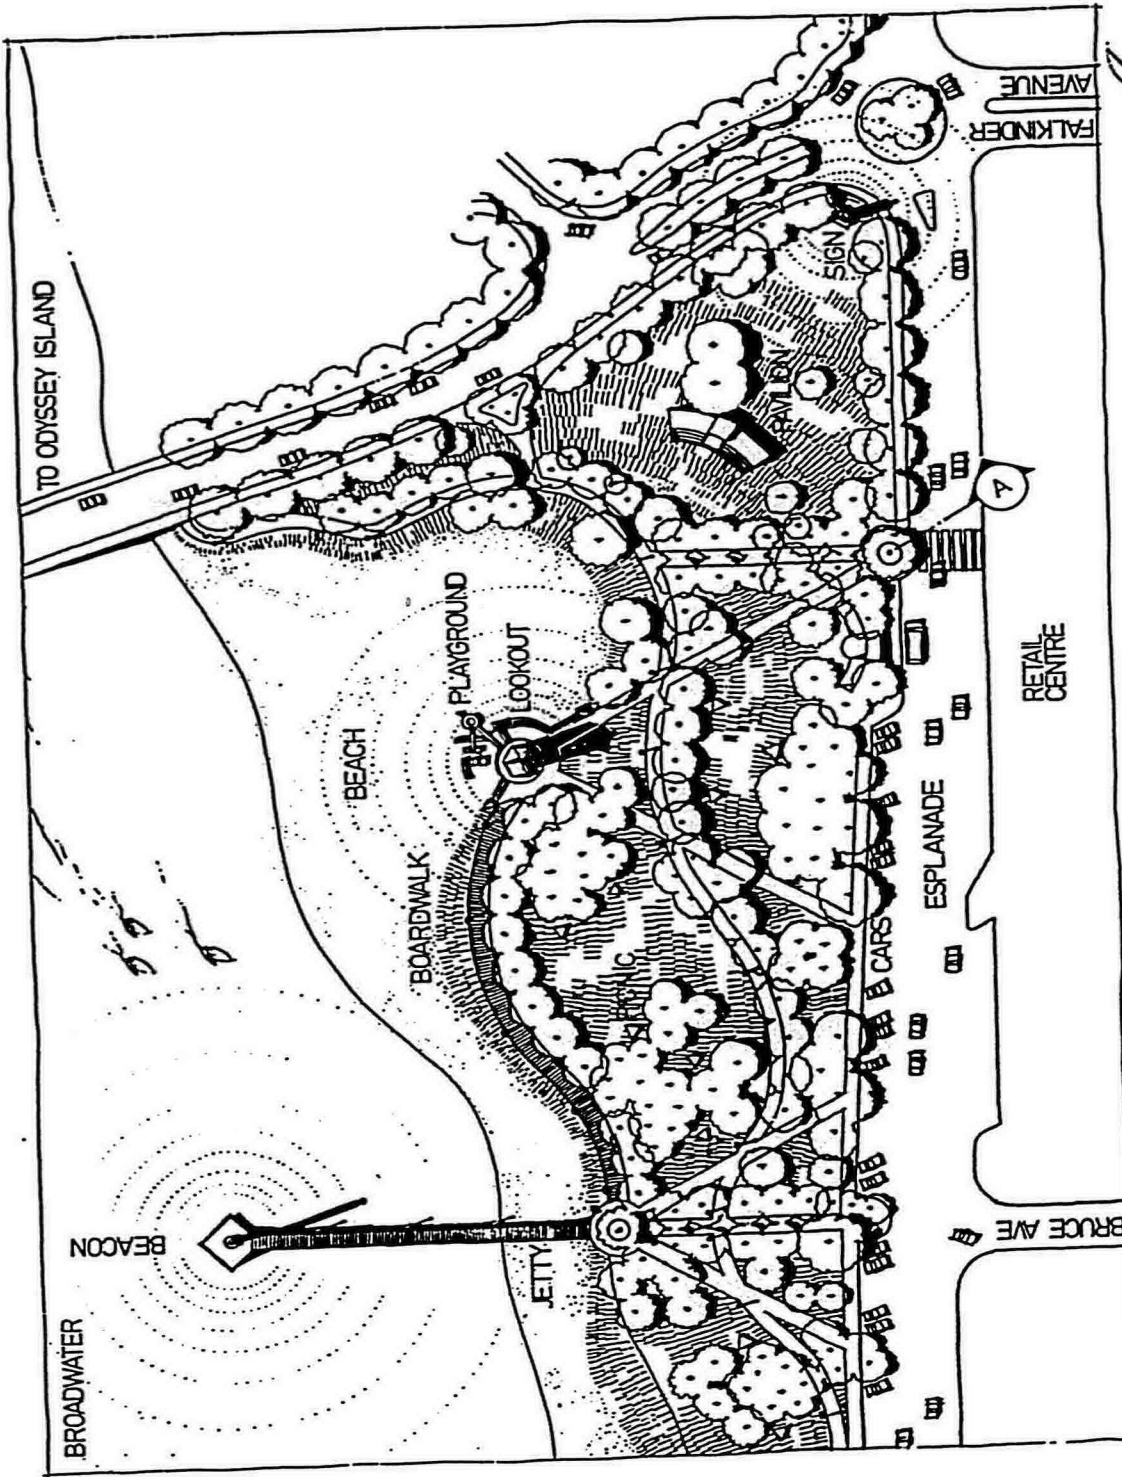 BROADWATER
BEACON
TO ODYSSEY ISLAND
BEACH
BOARDWALK
PLAYGROUND
LOOKOUT
JETTY
PICNIC
PAVILION
SIGN
CARS
ESPLANADE
A
RETAIL
CENTRE
BRUCE AVE
FALKINDER
AVENUE